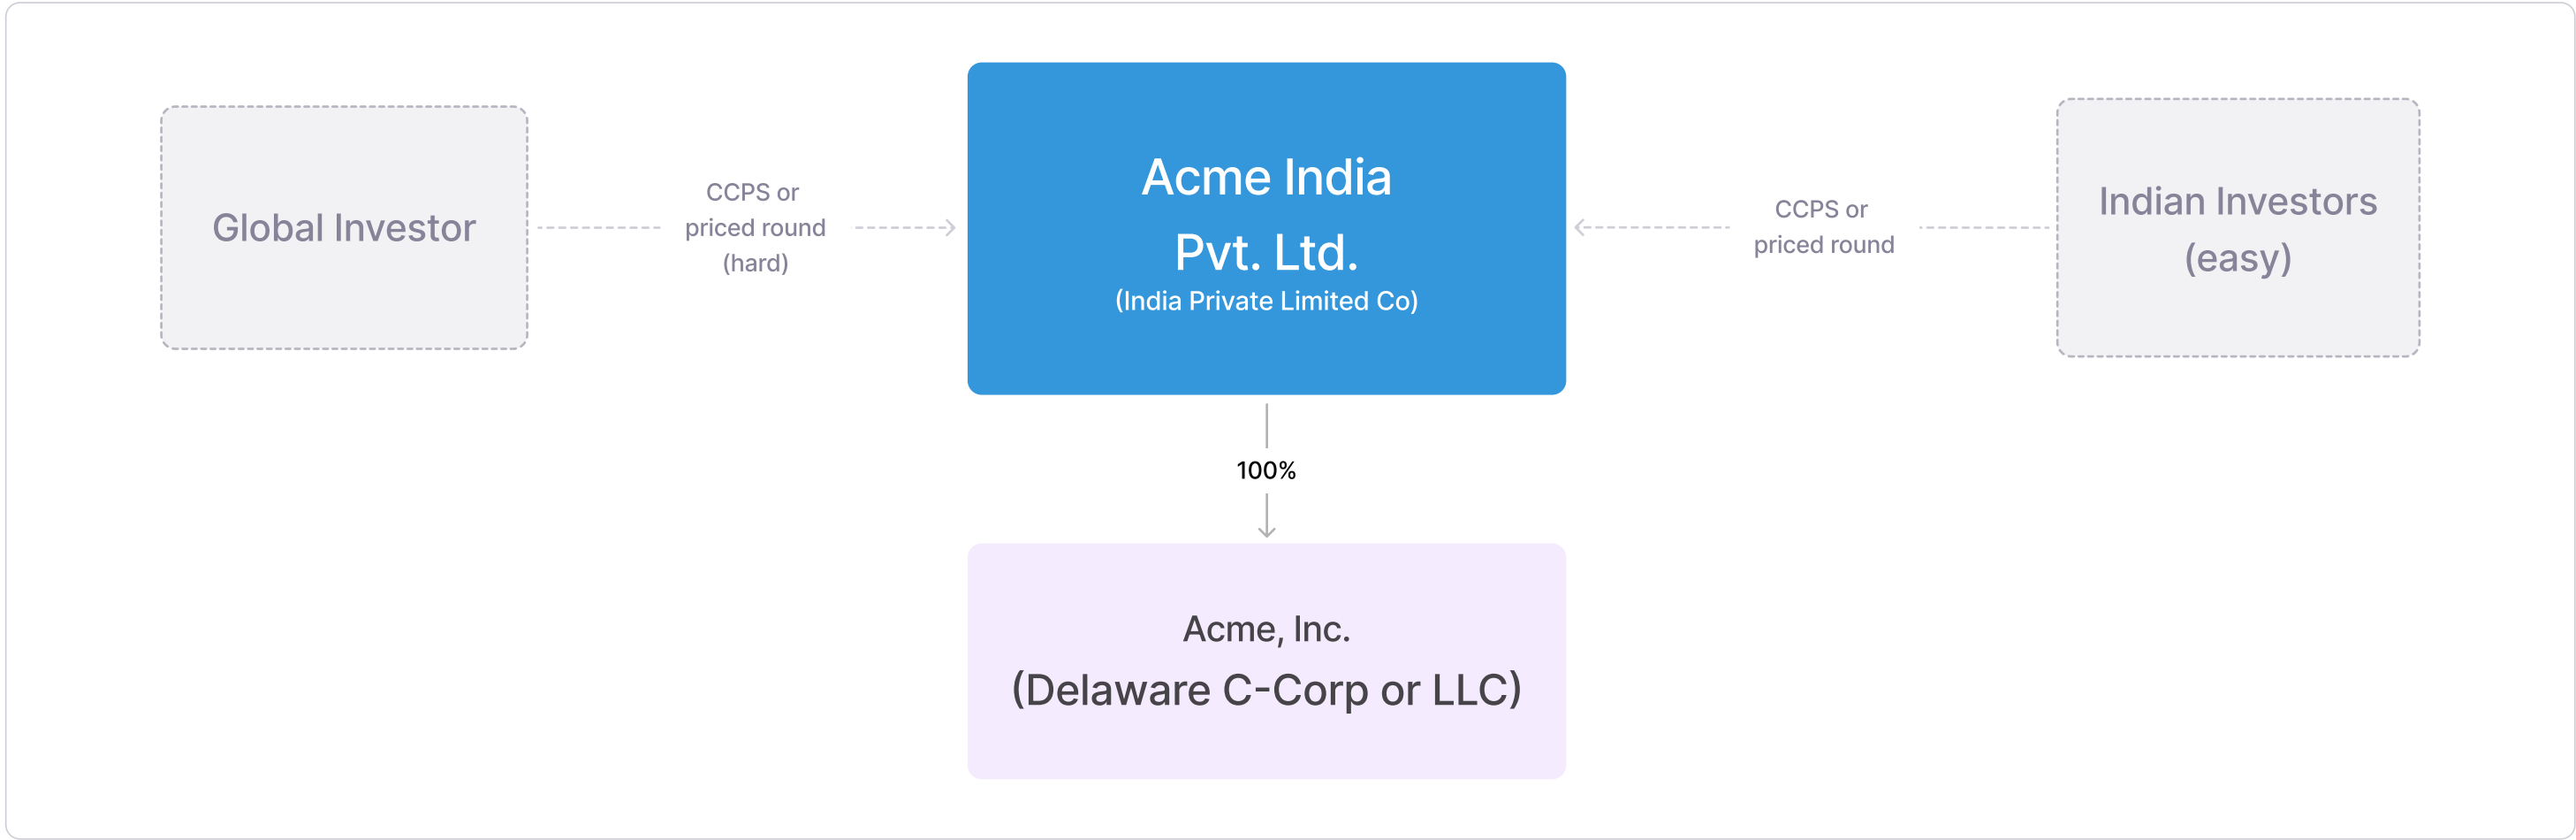 Global Investor
CCPS or
priced round
(hard)
Acme India
Pvt. Ltd.
(India Private Limited Co)
CCPS or
priced round
Indian Investors
(easy)
100%
Acme, Inc.
(Delaware C-Corp or LLC)